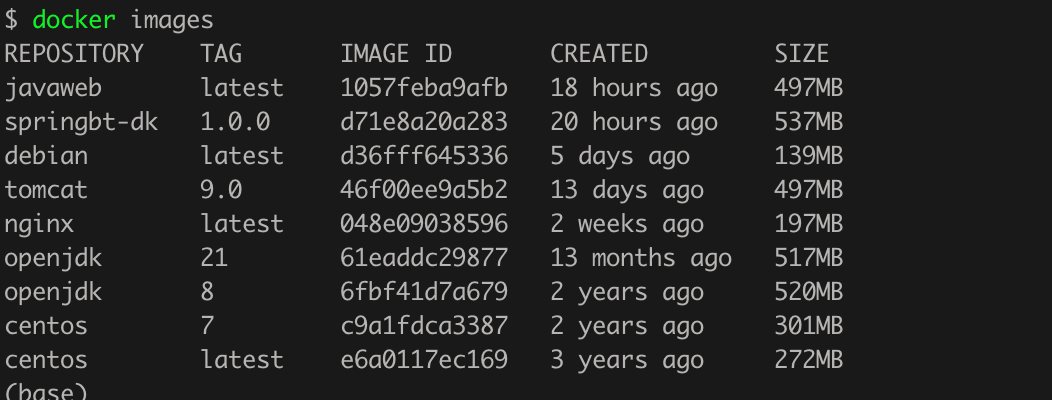 $ docker images
REPOSITORY    TAG       IMAGE ID       CREATED         SIZE
javaweb       latest    1057feba9afb   18 hours ago    497MB
springbt-dk   1.0.0     d71e8a20a283   20 hours ago    537MB
debian        latest    d36fff645336   5 days ago      139MB
tomcat        9.0       46f00ee9a5b2   13 days ago     497MB
nginx         latest    048e09038596   2 weeks ago     197MB
openjdk       21        61eaddc29877   13 months ago   517MB
openjdk       8         6fbf41d7a679   2 years ago     520MB
centos        7         c9a1fdca3387   2 years ago     301MB
centos        latest    e6a0117ec169   3 years ago     272MB
(base)